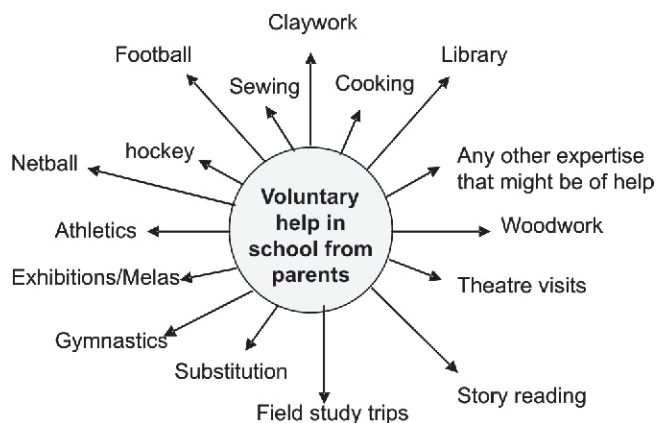 Claywork
Football
Library
Sewing
Cooking
hockey
Netball
Any other expertise
that might be of help
Voluntary
help in
school from
parents
Athletics
Woodwork
Exhibitions/Melas
Theatre visits
Gymnastics
Substitution
Story reading
Field study trips